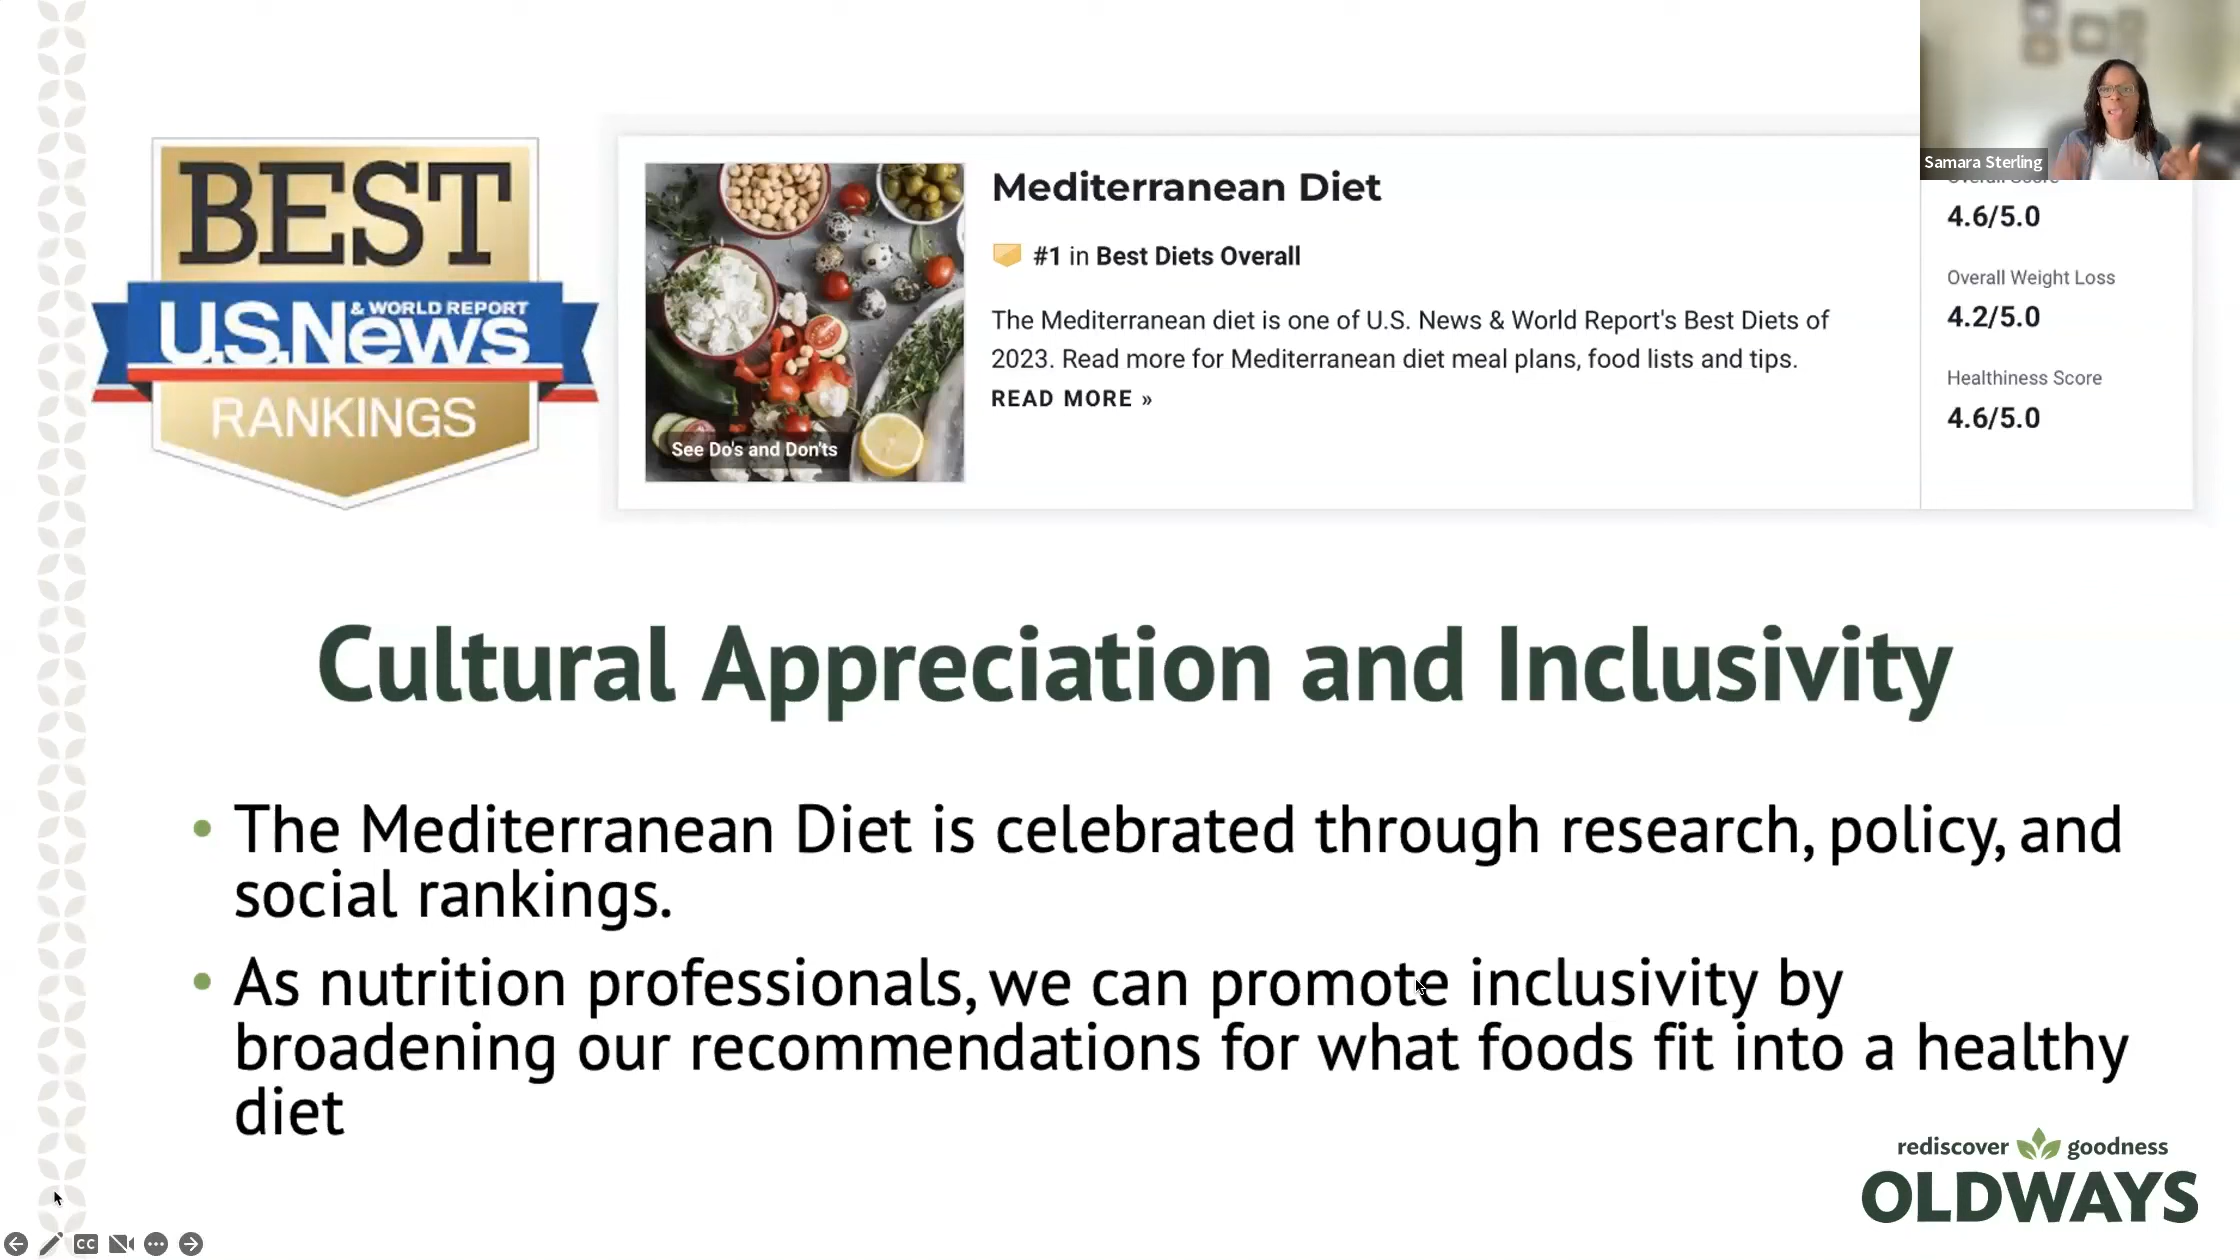 BEST
U.S.News & WORLD REPORT
RANKINGS
See Do's and Don'ts
Mediterranean Diet
#1 in Best Diets Overall
The Mediterranean diet is one of U.S. News & World Report's Best Diets of
2023. Read more for Mediterranean diet meal plans, food lists and tips.
READ MORE »
Samara Sterling
Overall Score
4.6/5.0
Overall Weight Loss
4.2/5.0
Healthiness Score
4.6/5.0
Cultural Appreciation and Inclusivity
• The Mediterranean Diet is celebrated through research, policy, and
social rankings.
• As nutrition professionals, we can promote inclusivity by
broadening our recommendations for what foods fit into a healthy
diet
rediscover goodness
OLDWAYS
CC